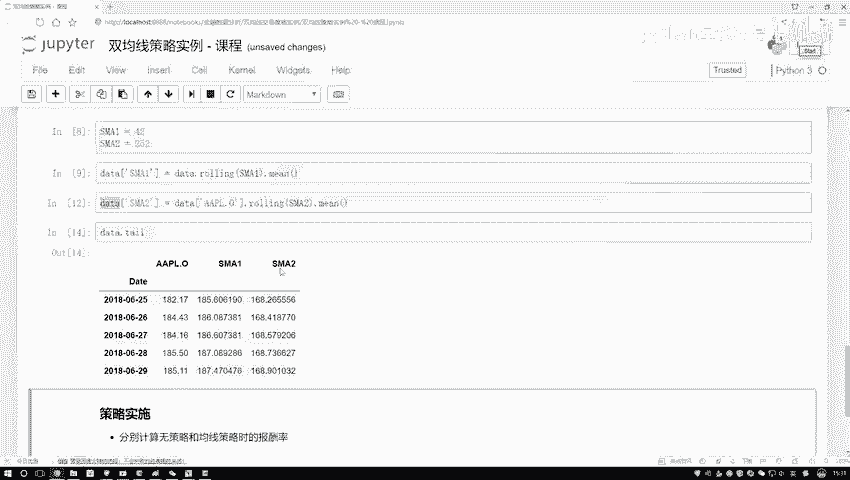 jupyter 双均线策略实例 - 课程 (unsaved changes)
File Edit View Insert Cell Kernel Widgets Help
Trusted Python 3
Markdown
In [8]: SMA1 = 42
SMA2 = 252
In [9]: data['SMA1'] = data.rolling(SMA1).mean()
In [12]: data['SMA2'] = data['AAPL.O'].rolling(SMA2).mean()
In [14]: data.tail
Out[14]:
AAPL.O SMA1 SMA2
Date
2018-06-25 182.17 185.606190 168.265556
2018-06-26 184.43 186.087381 168.418770
2018-06-27 184.16 186.607381 168.579206
2018-06-28 185.50 187.089286 168.736627
2018-06-29 185.11 187.470476 168.901032
策略实施
分别计算无策略和均线策略时的报酬率
15:31